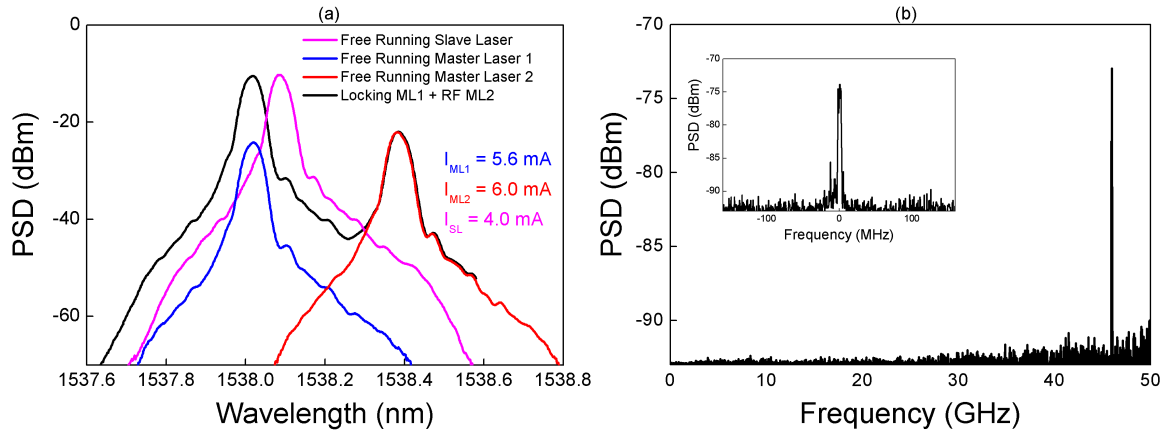 (a)
0
-20
-40
-60
PSD (dBm)
Free Running Slave Laser
Free Running Master Laser 1
Free Running Master Laser 2
Locking ML1 + RF ML2
I_ML1 = 5.6 mA
I_ML2 = 6.0 mA
I_SL = 4.0 mA
1537.6 1537.8 1538.0 1538.2 1538.4 1538.6 1538.8
Wavelength (nm)
(b)
-70
-75
-80
-85
-90
PSD (dBm)
-70
-75
-80
-85
-90
PSD (dBm)
-100 0 100
Frequency (MHz)
0 10 20 30 40 50
Frequency (GHz)